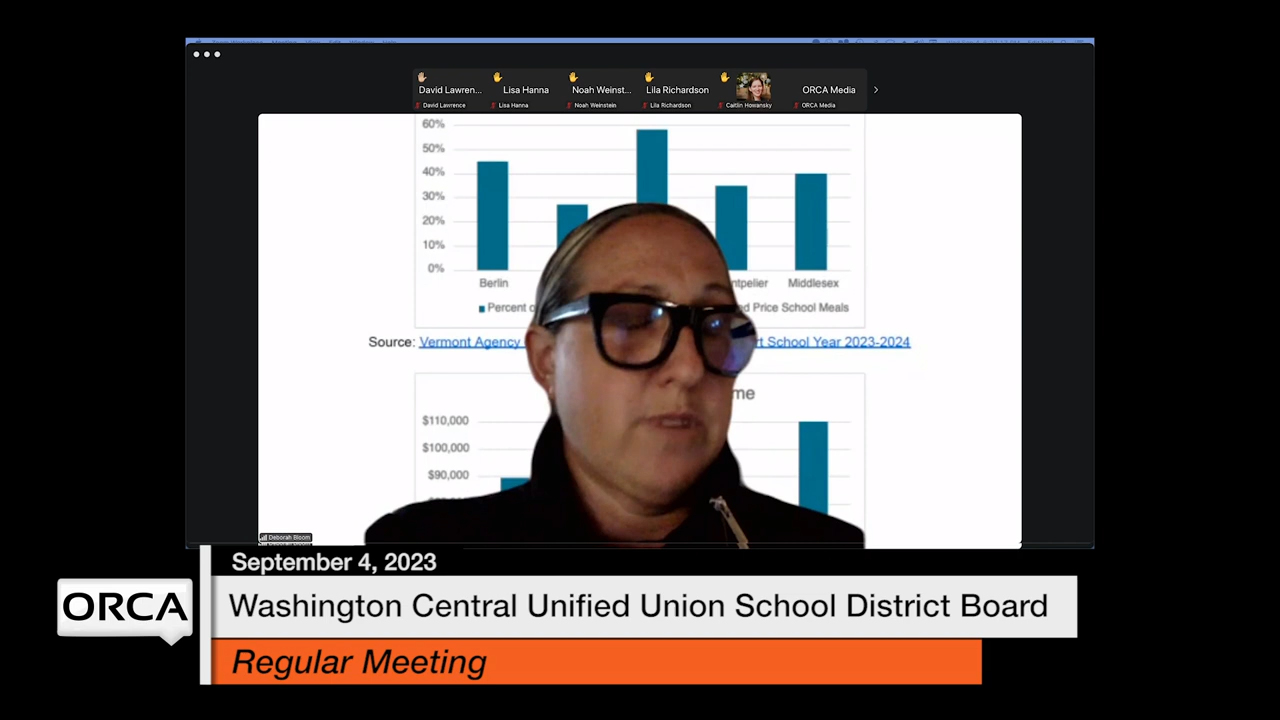 David Lawren... Lisa Hanna Noah Weinst... Lila Richardson ORCA Media
David Lawrence Lisa Hanna Noah Weinstein Lila Richardson Caitlin Howansky ORCA Media
60%
50%
40%
30%
20%
10%
0%
Berlin Middlesex
Percent Price School Meals
Source: Vermont Agency School Year 2023-2024
$110,000
$100,000
$90,000
Deborah Bloom
September 4, 2023
ORCA
Washington Central Unified Union School District Board
Regular Meeting